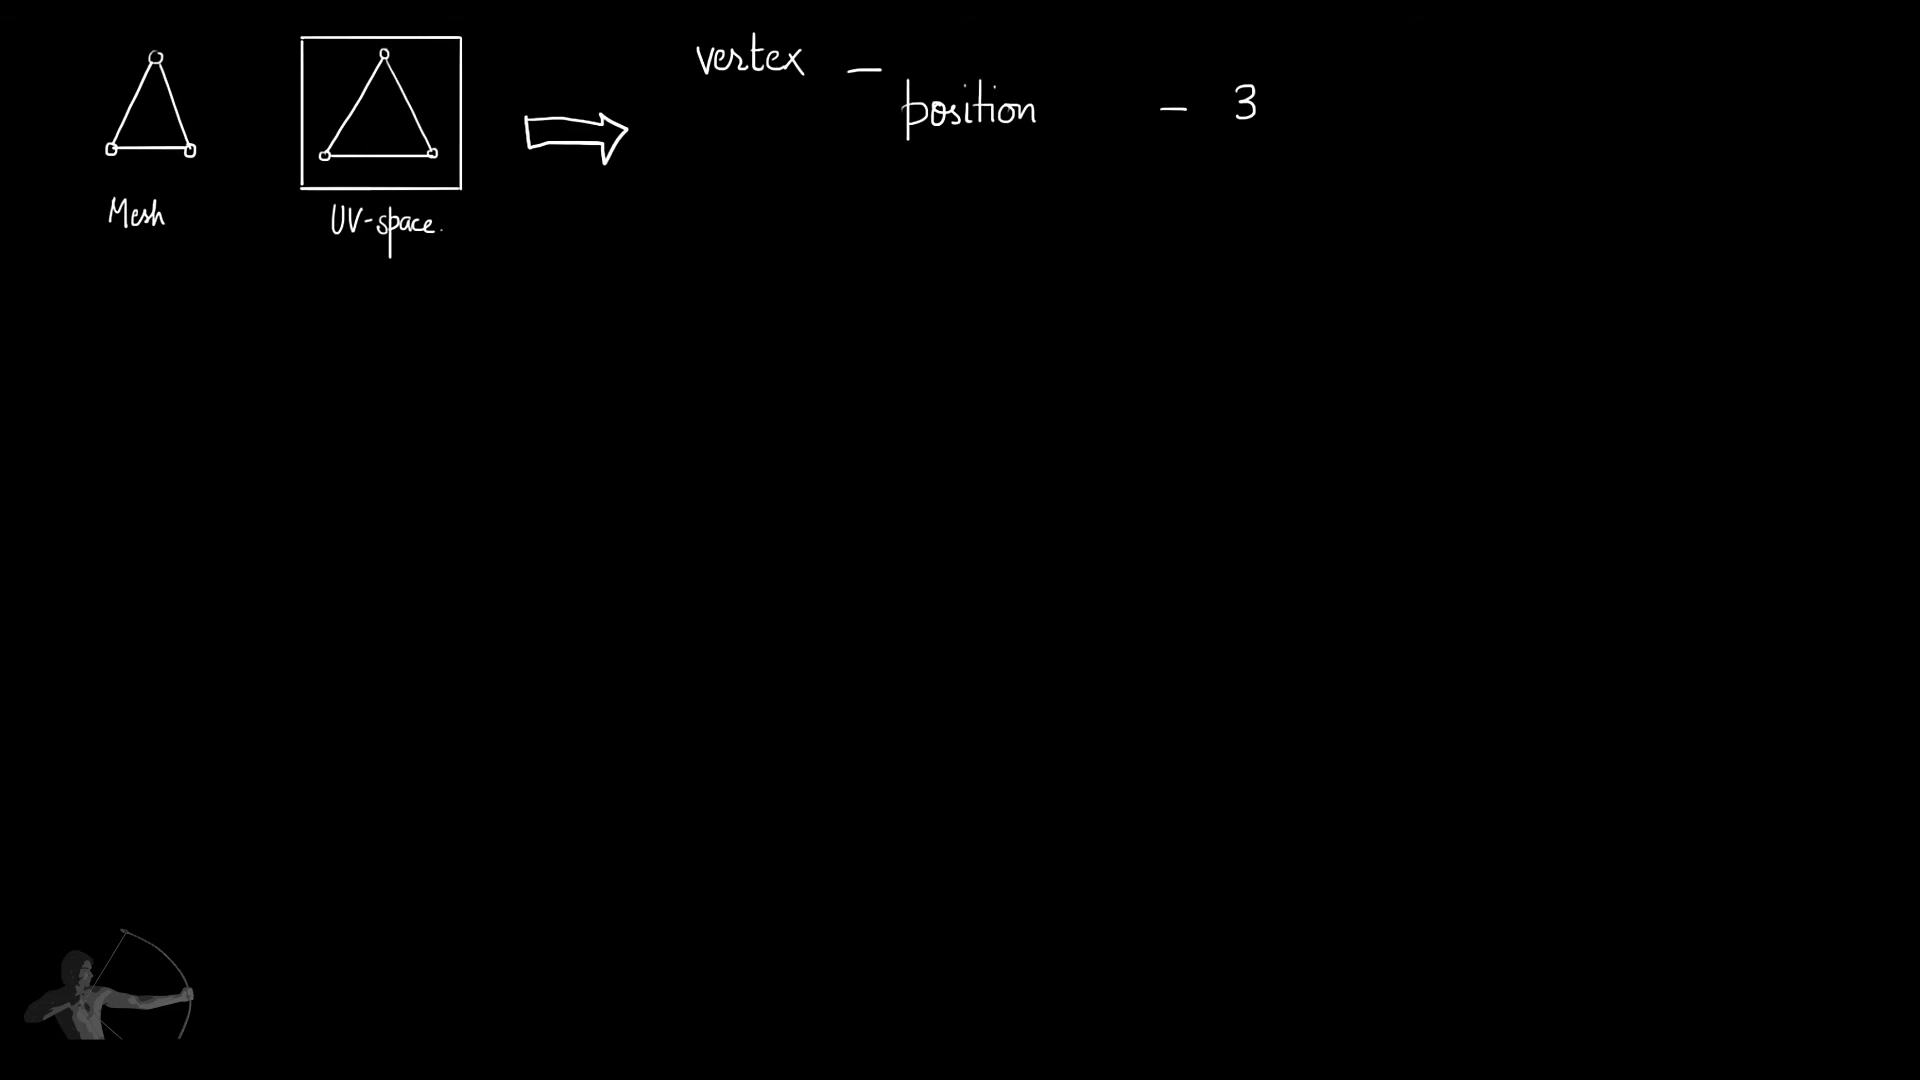 vertex –
position – 3
Mesh
UV-space.